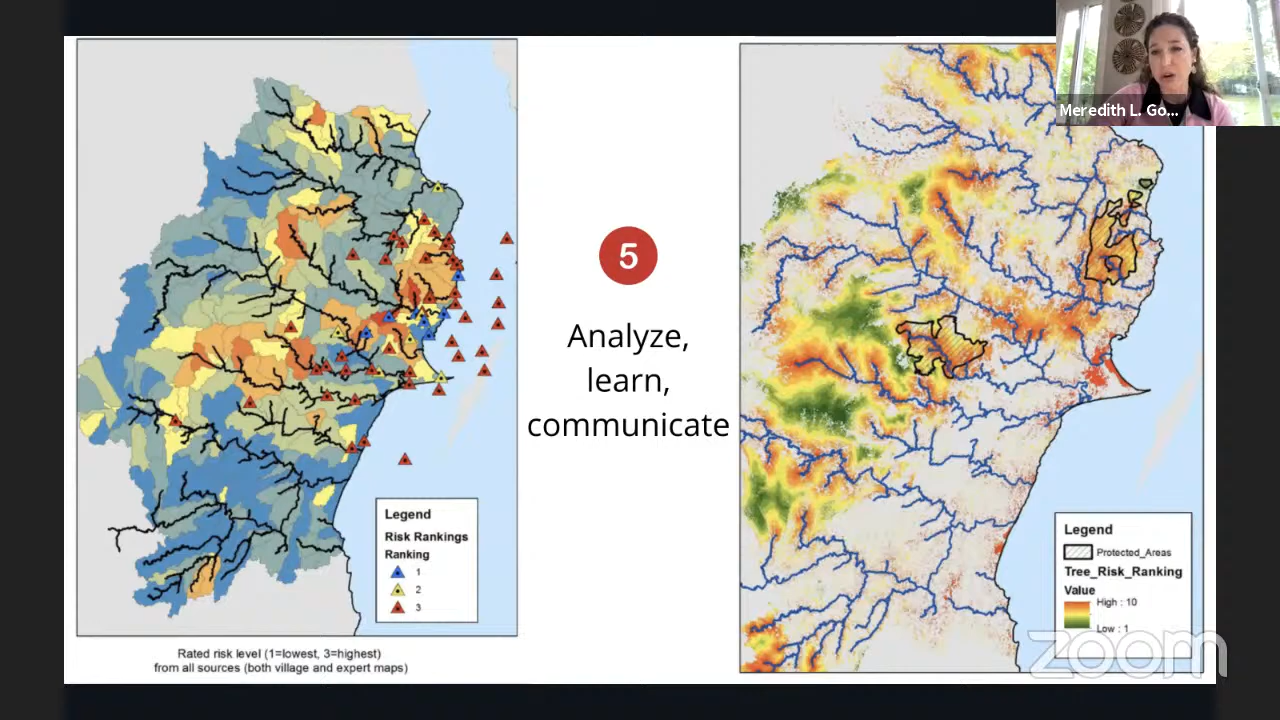 Meredith L. Go...
5
Analyze,
learn,
communicate
Legend
Risk Rankings
Ranking
1
2
3
Rated risk level (1=lowest, 3=highest)
from all sources (both village and expert maps)
Legend
Protected_Areas
Tree_Risk_Ranking
Value
High : 10
Low : 1
zoom